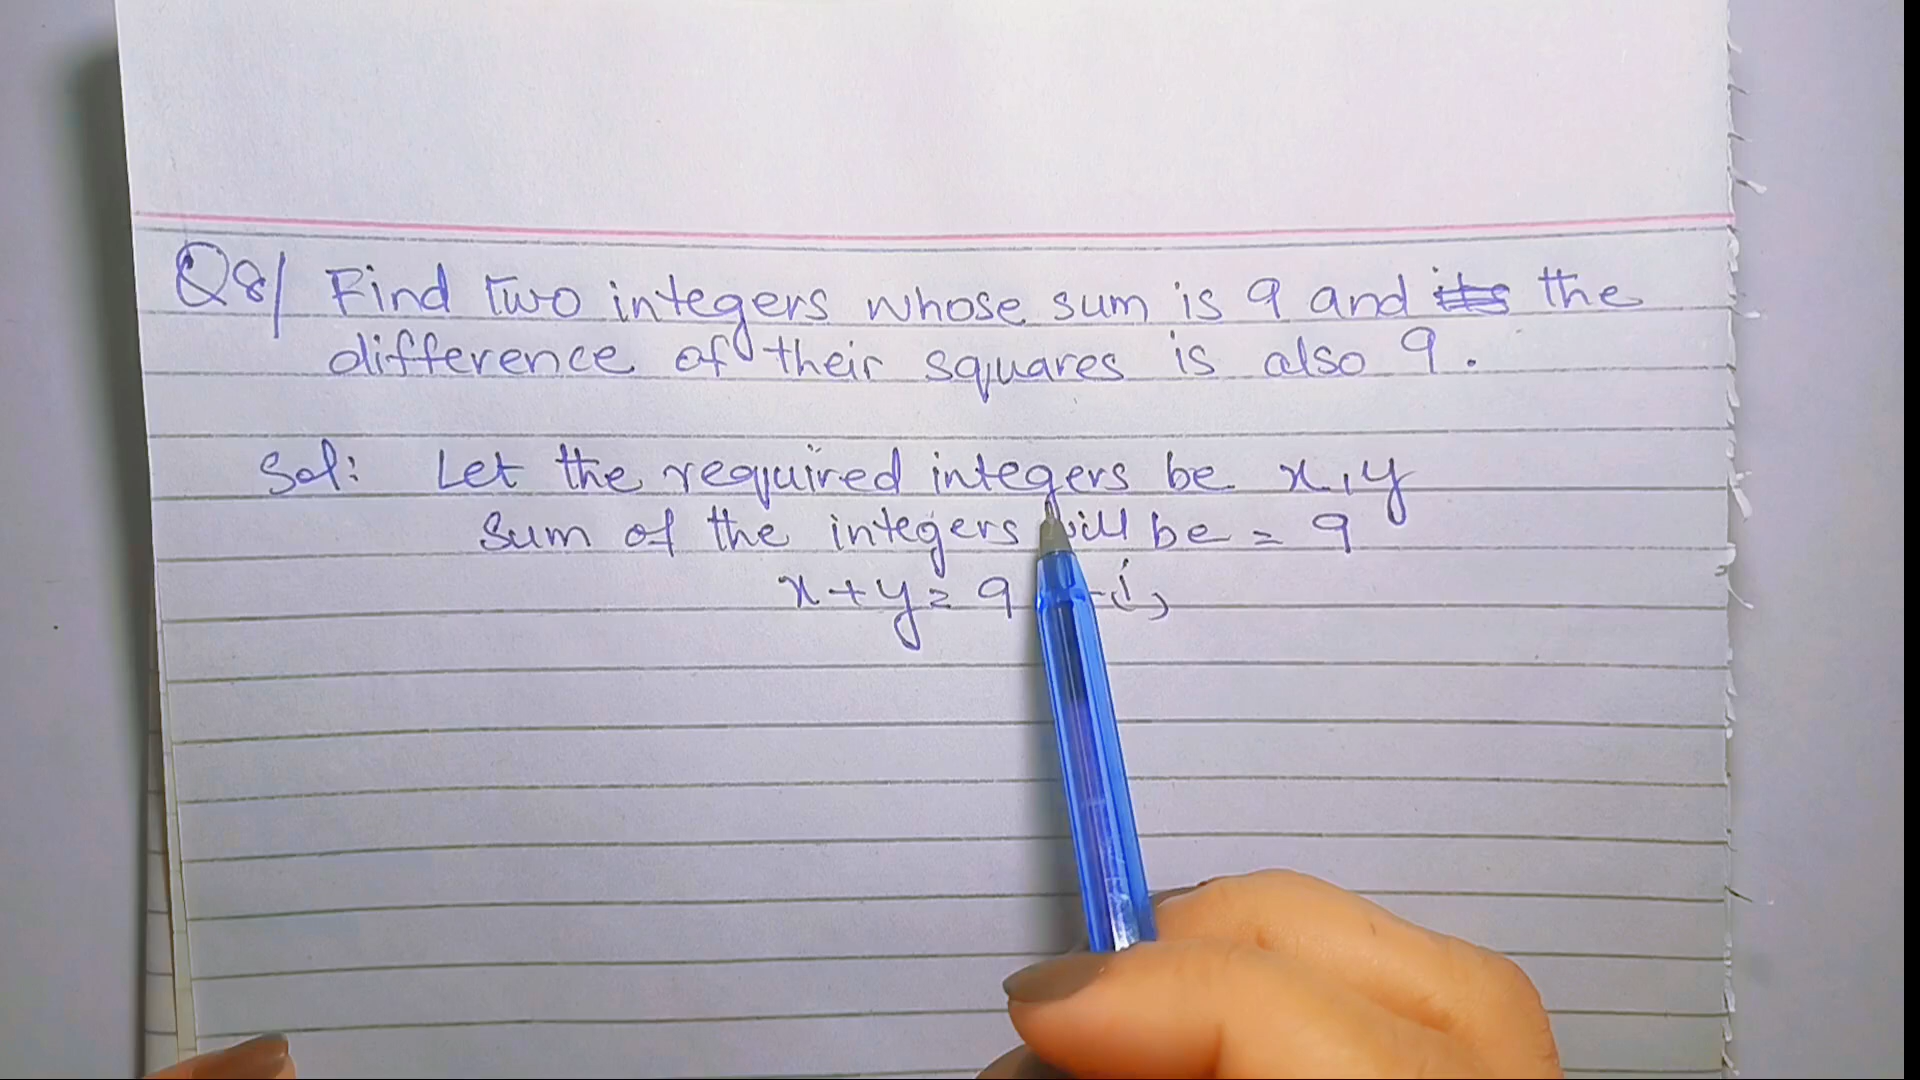 Q8/ Find two integers whose sum is 9 and the
difference of their squares is also 9.
Sol: Let the required integers be x, y
Sum of the integers will be = 9
x + y = 9 - i,